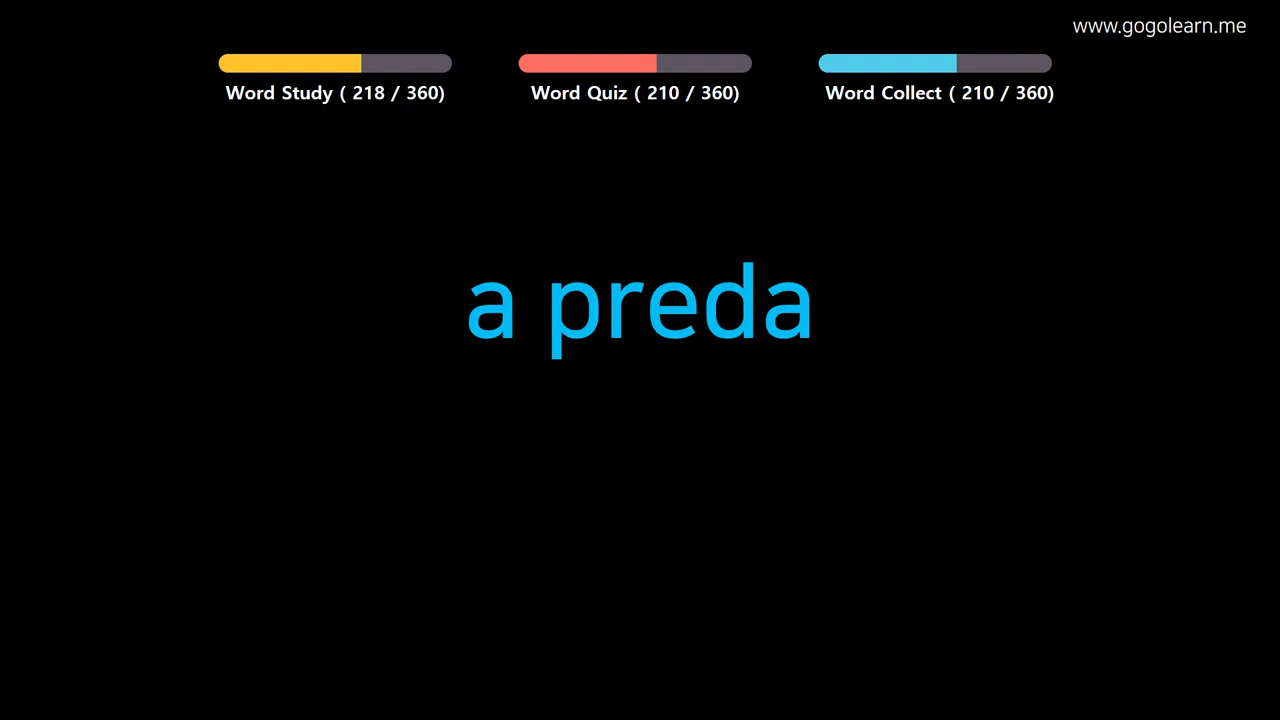 www.gogolearn.me
Word Study ( 218 / 360)
Word Quiz ( 210 / 360)
Word Collect ( 210 / 360)
a preda